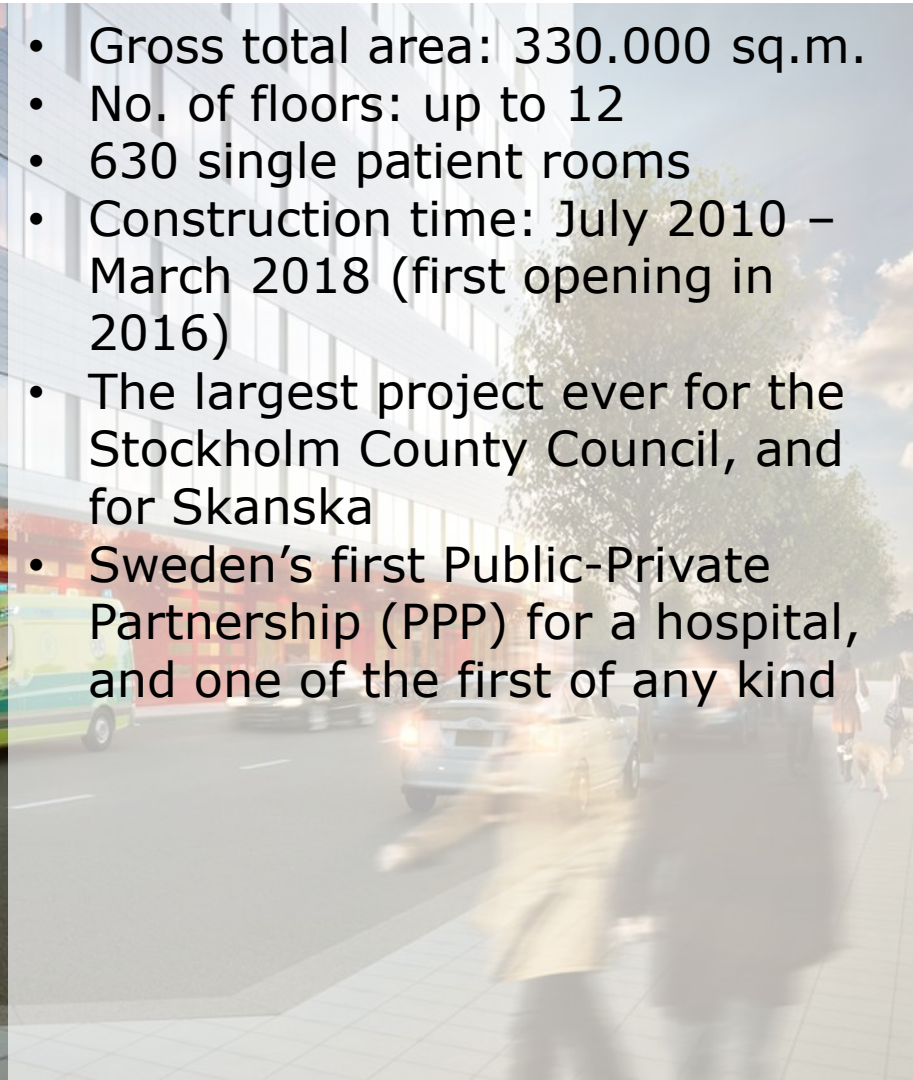 • Gross total area: 330.000 sq.m.
• No. of floors: up to 12
• 630 single patient rooms
• Construction time: July 2010 –
March 2018 (first opening in
2016)
• The largest project ever for the
Stockholm County Council, and
for Skanska
• Sweden’s first Public-Private
Partnership (PPP) for a hospital,
and one of the first of any kind